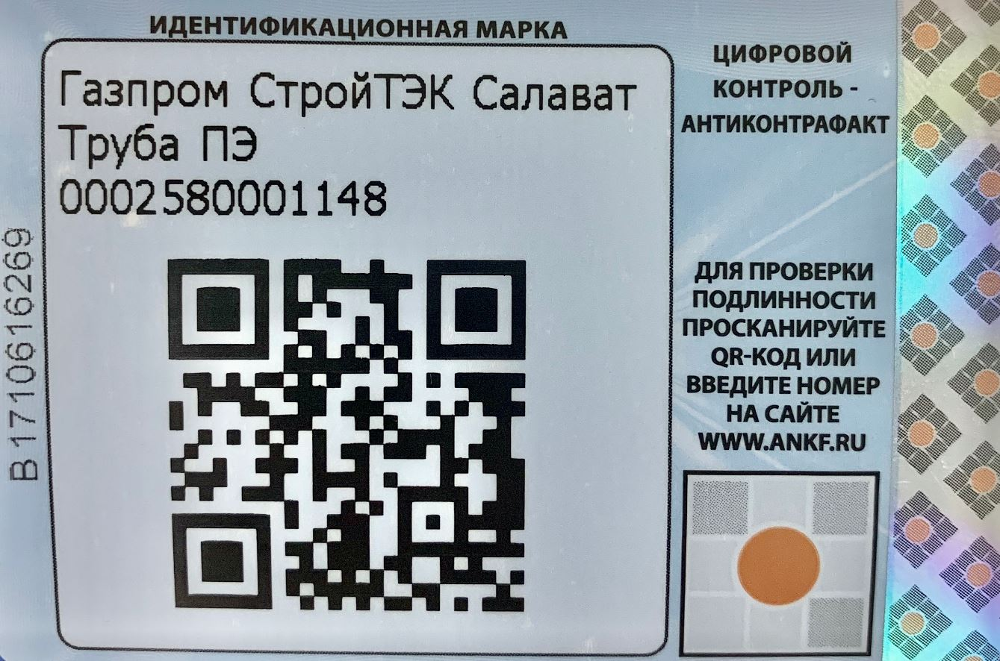 ИДЕНТИФИКАЦИОННАЯ МАРКА
Газпром СтройТЭК Салават
Труба ПЭ
0002580001148
В 1710616269
ЦИФРОВОЙ
КОНТРОЛЬ -
АНТИКОНТРАФАКТ
ДЛЯ ПРОВЕРКИ
ПОДЛИННОСТИ
ПРОСКАНИРУЙТЕ
QR-КОД ИЛИ
ВВЕДИТЕ НОМЕР
НА САЙТЕ
WWW.ANKF.RU